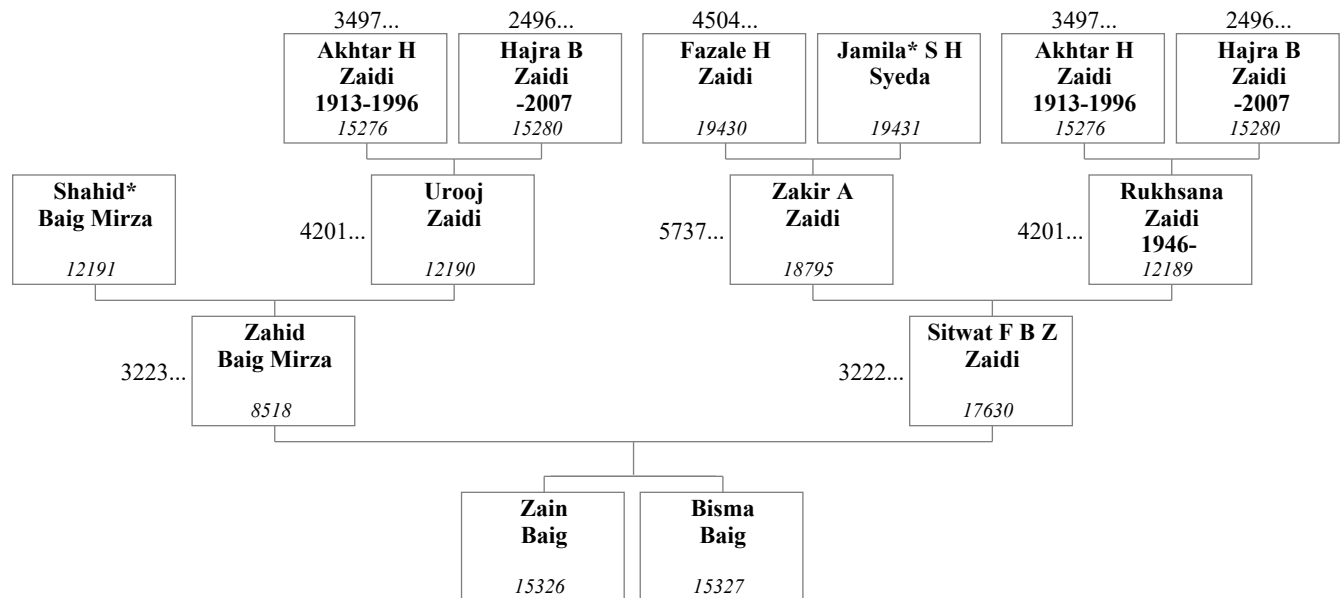 3497...
2496...
4504...
3497...
2496...
Akhtar H
Zaidi
1913-1996
15276
Hajra B
Zaidi
-2007
15280
Fazale H
Zaidi
19430
Jamila* S H
Syeda
19431
Akhtar H
Zaidi
1913-1996
15276
Hajra B
Zaidi
-2007
15280
Shahid*
Baig Mirza
12191
4201...
Urooj
Zaidi
12190
5737...
Zakir A
Zaidi
18795
4201...
Rukhsana
Zaidi
1946-
12189
3223...
Zahid
Baig Mirza
8518
3222...
Sitwat F B Z
Zaidi
17630
Zain
Baig
15326
Bisma
Baig
15327